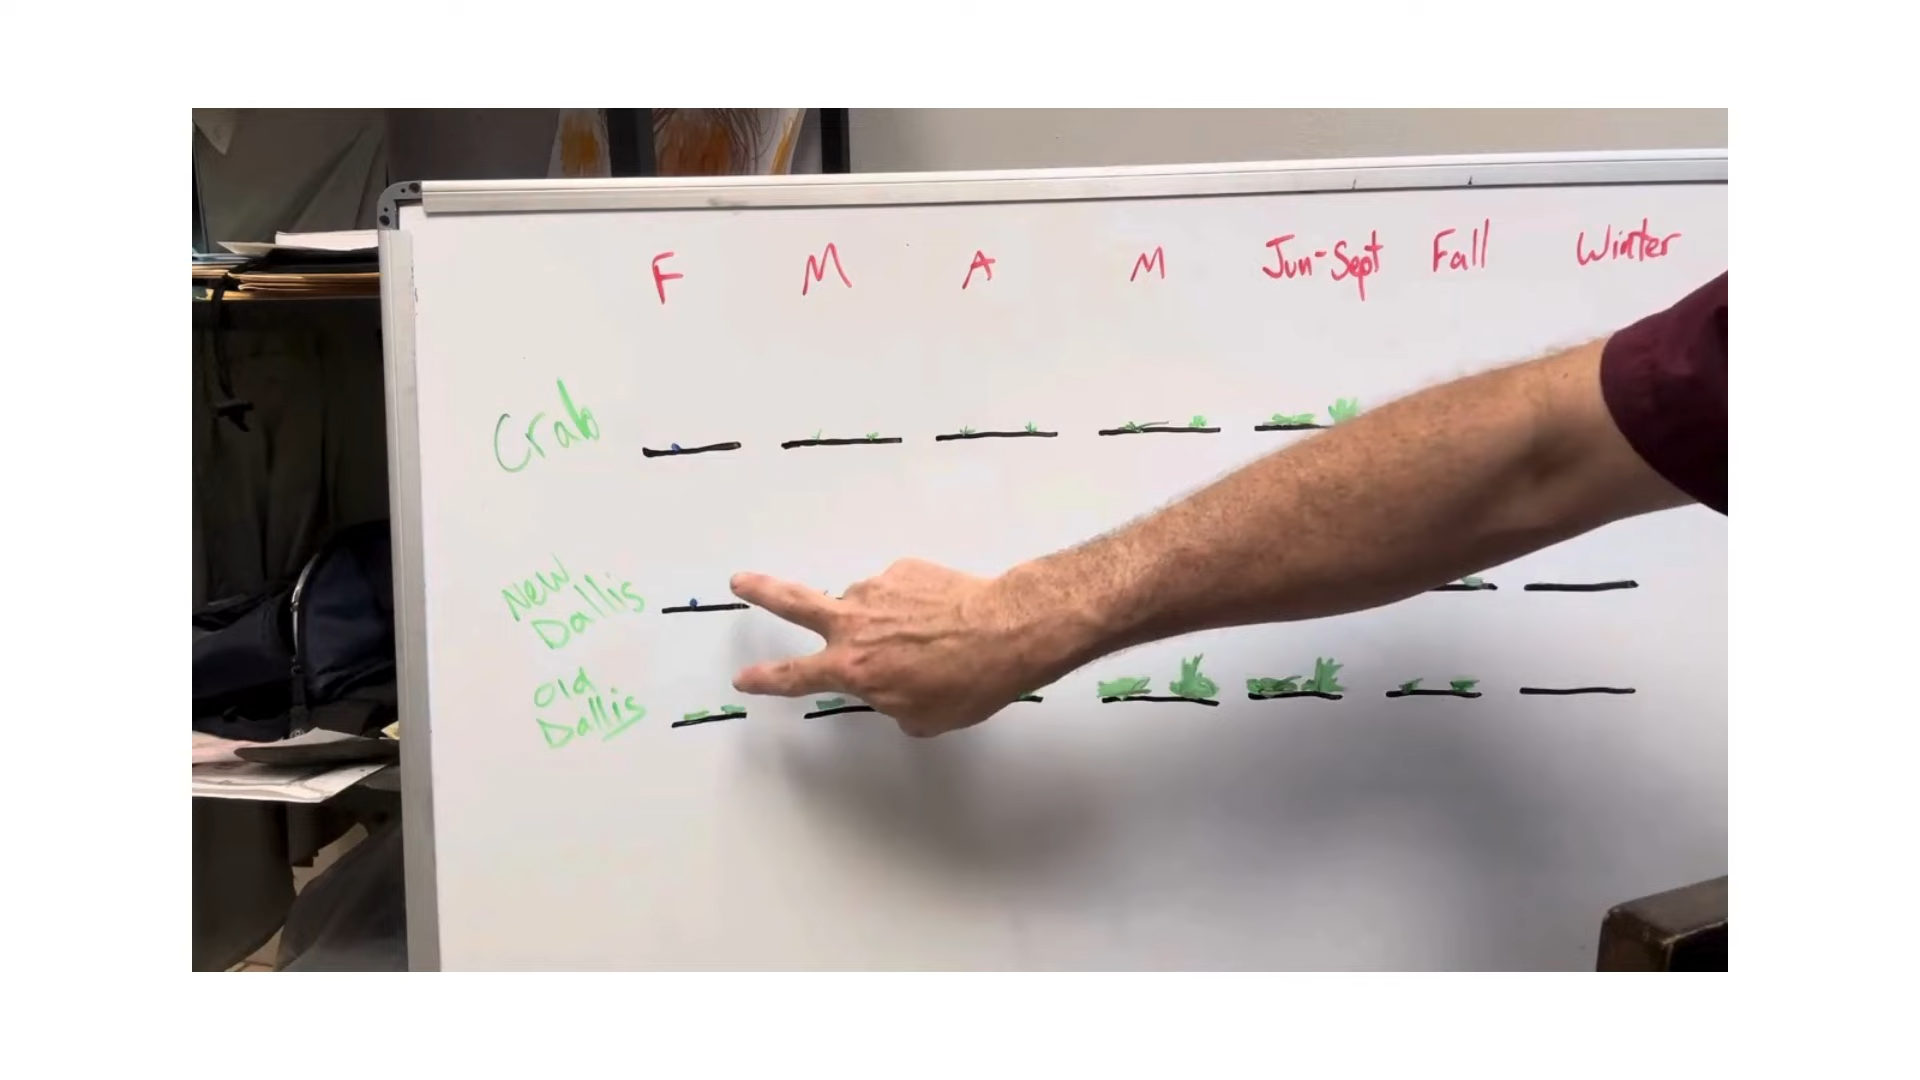 F M A M Jun-Sept Fall Winter
Crab
New
Dallis
Old
Dallis